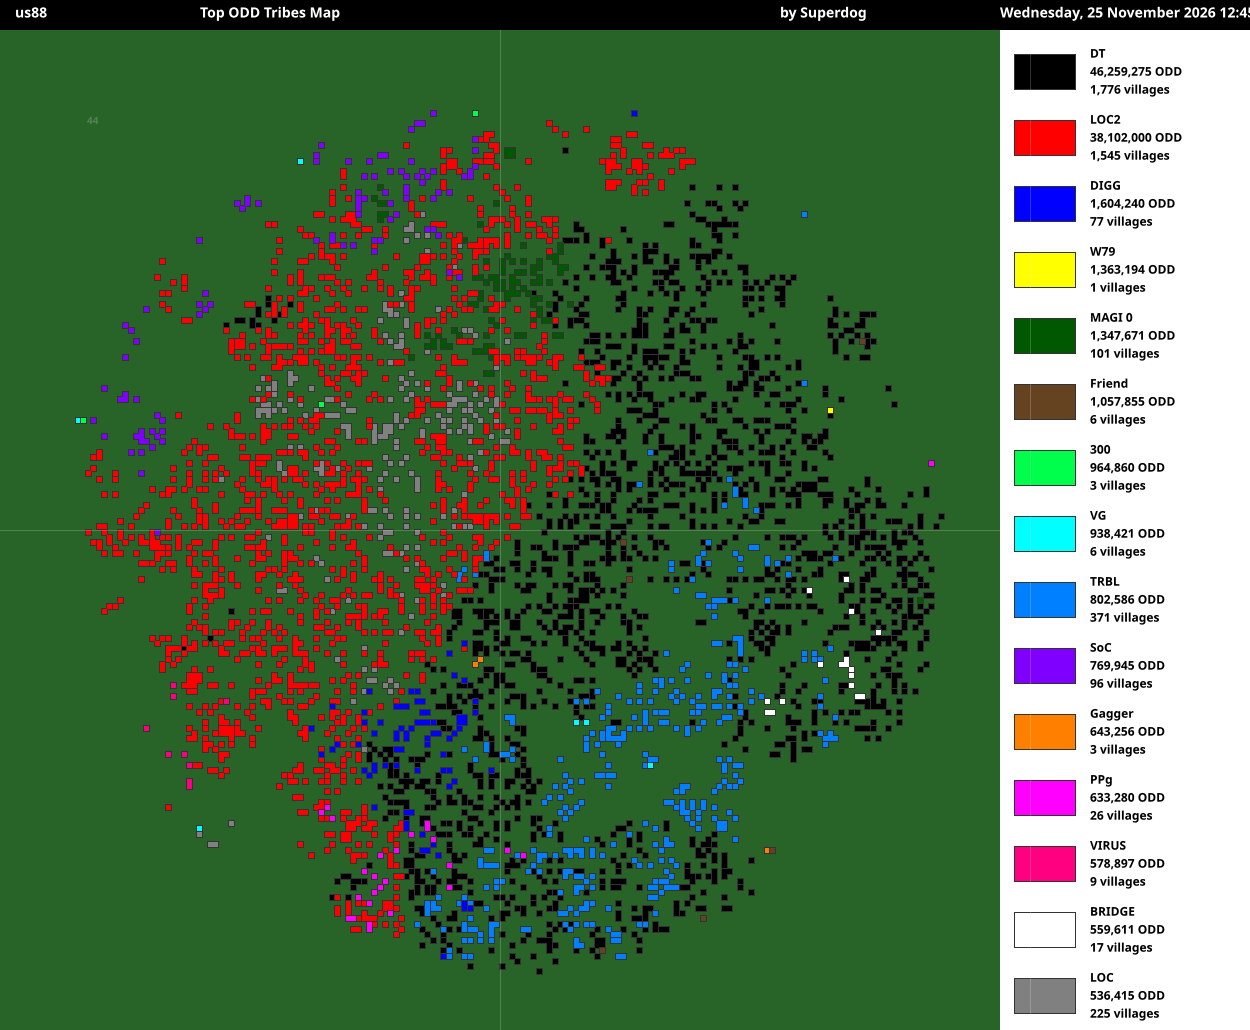 us88 Top ODD Tribes Map by Superdog Wednesday, 25 November 2026 12:45
44
DT
46,259,275 ODD
1,776 villages
LOC2
38,102,000 ODD
1,545 villages
DIGG
1,604,240 ODD
77 villages
W79
1,363,194 ODD
1 villages
MAGI 0
1,347,671 ODD
101 villages
Friend
1,057,855 ODD
6 villages
300
964,860 ODD
3 villages
VG
938,421 ODD
6 villages
TRBL
802,586 ODD
371 villages
SoC
769,945 ODD
96 villages
Gagger
643,256 ODD
3 villages
PPg
633,280 ODD
26 villages
VIRUS
578,897 ODD
9 villages
BRIDGE
559,611 ODD
17 villages
LOC
536,415 ODD
225 villages